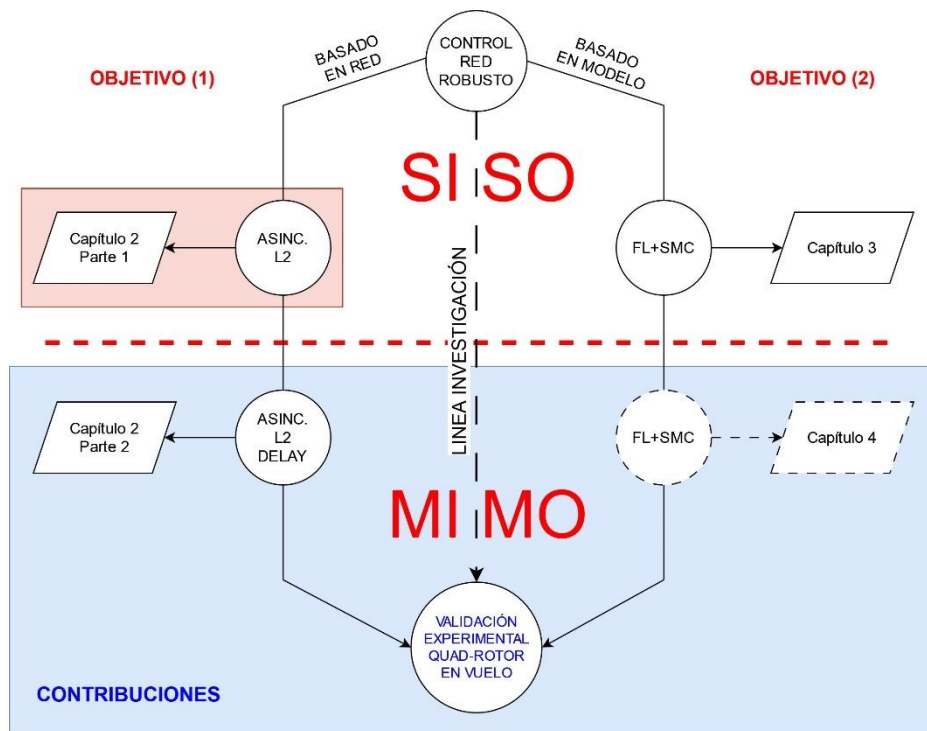 CONTROL
RED
ROBUSTO
BASADO
EN RED
BASADO
EN MODELO
OBJETIVO (1)
OBJETIVO (2)
SI SO
Capítulo 2
Parte 1
ASINC.
L2
LINEA INVESTIGACIÓN
FL+SMC
Capítulo 3
Capítulo 2
Parte 2
ASINC.
L2
DELAY
FL+SMC
Capítulo 4
MI MO
VALIDACIÓN
EXPERIMENTAL
QUAD-ROTOR
EN VUELO
CONTRIBUCIONES